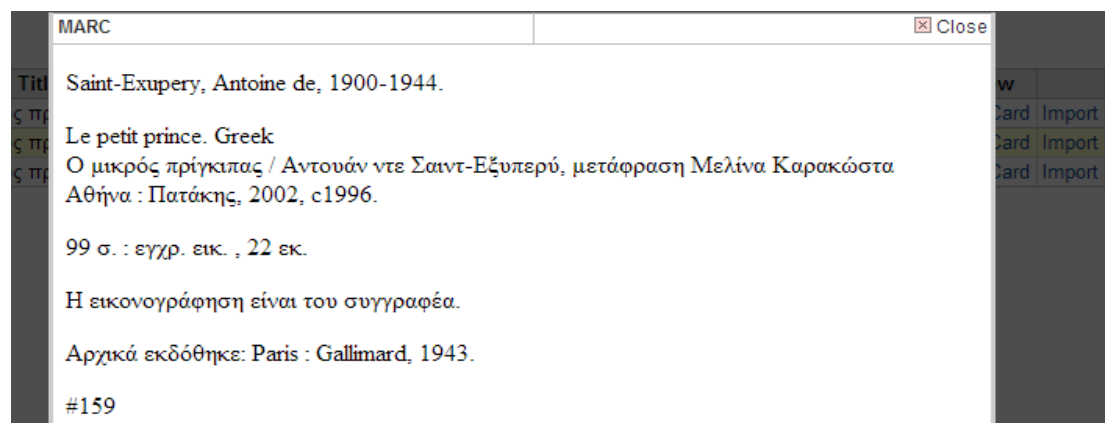 MARC
Close
Saint-Exupery, Antoine de, 1900-1944.
Le petit prince. Greek
Ο μικρός πρίγκιπας / Αντουάν ντε Σαιντ-Εξυπερύ, μετάφραση Μελίνα Καρακώστα
Αθήνα : Πατάκης, 2002, c1996.
99 σ. : εγχρ. εικ. , 22 εκ.
Η εικονογράφηση είναι του συγγραφέα.
Αρχικά εκδόθηκε: Paris : Gallimard, 1943.
#159
Card Import
Card Import
Card Import